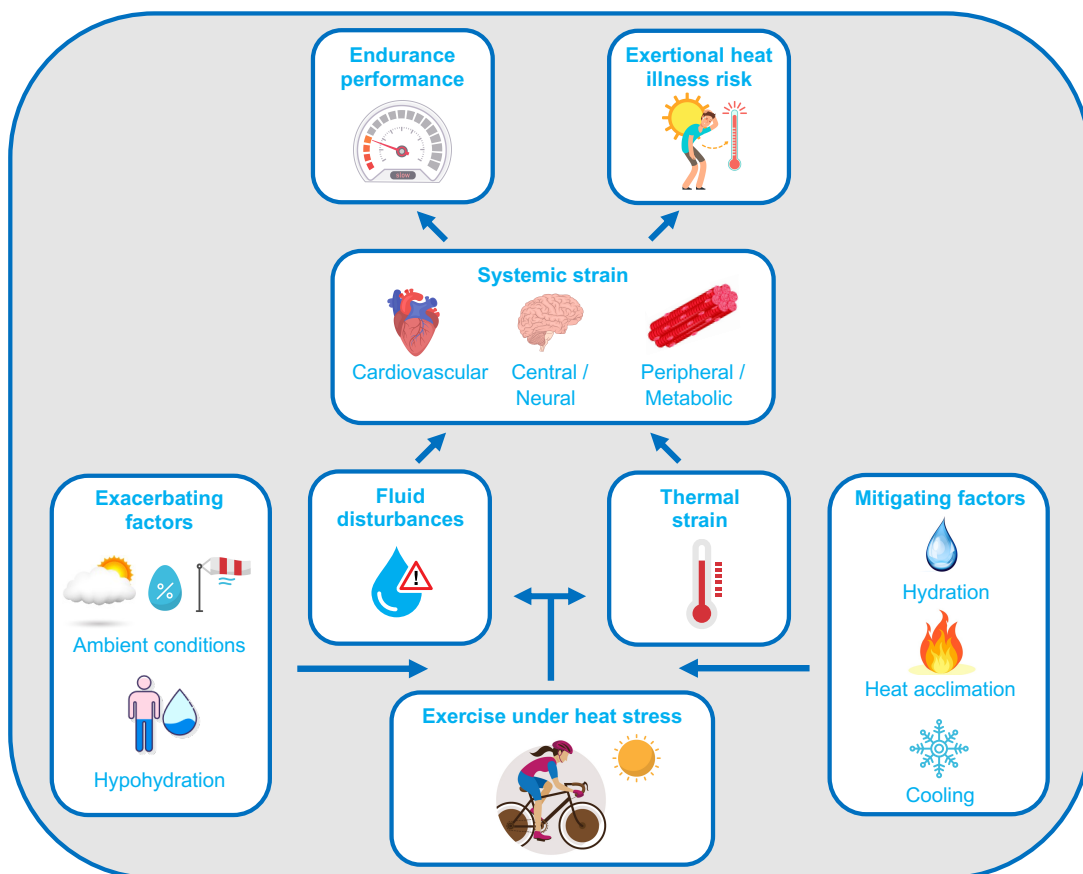 Endurance
performance
slow
Exertional heat
illness risk
Systemic strain
Cardiovascular
Central /
Neural
Peripheral /
Metabolic
Exacerbating
factors
%
Ambient conditions
Hypohydration
Fluid
disturbances
!
Thermal
strain
Mitigating factors
Hydration
Heat acclimation
Cooling
Exercise under heat stress